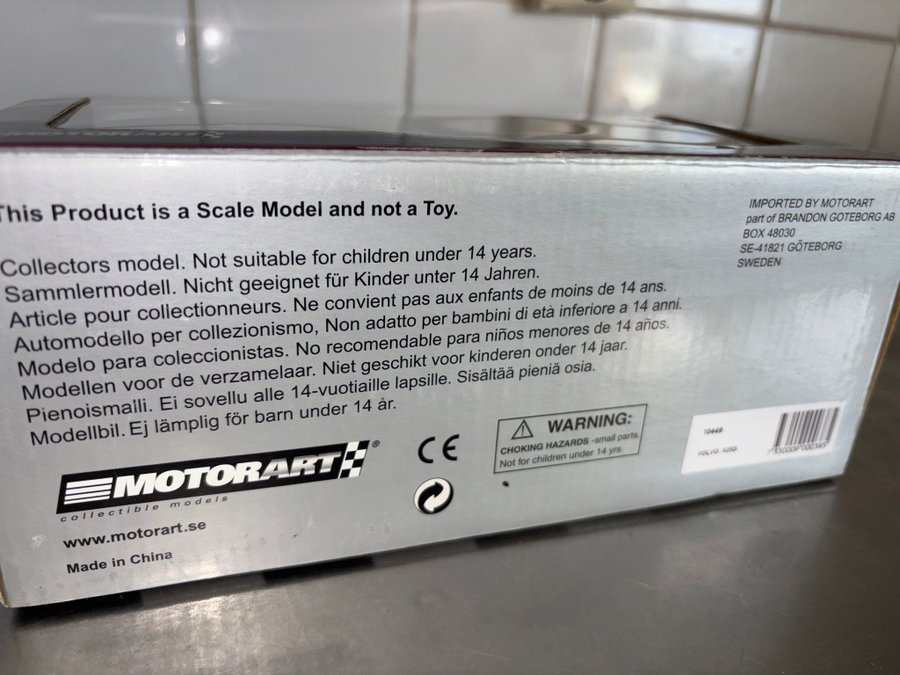 This Product is a Scale Model and not a Toy.
Collectors model. Not suitable for children under 14 years.
Sammlermodell. Nicht geeignet für Kinder unter 14 Jahren.
Article pour collectionneurs. Ne convient pas aux enfants de moins de 14 ans.
Automodello per collezionismo, Non adatto per bambini di età inferiore a 14 anni.
Modelo para coleccionistas. No recomendable para niños menores de 14 años.
Modellen voor de verzamelaar. Niet geschikt voor kinderen onder 14 jaar.
Pienoismalli. Ei sovellu alle 14-vuotiaille lapsille. Sisältää pieniä osia.
Modellbil. Ej lämplig för barn under 14 år.
IMPORTED BY MOTORART
part of BRANDON GOTEBORG AB
BOX 48030
SE-41821 GÖTEBORG
SWEDEN
MOTORART®
collectible models
www.motorart.se
Made in China
CE
WARNING:
CHOKING HAZARDS -small parts.
Not for children under 14 yrs
10449
VOLVO